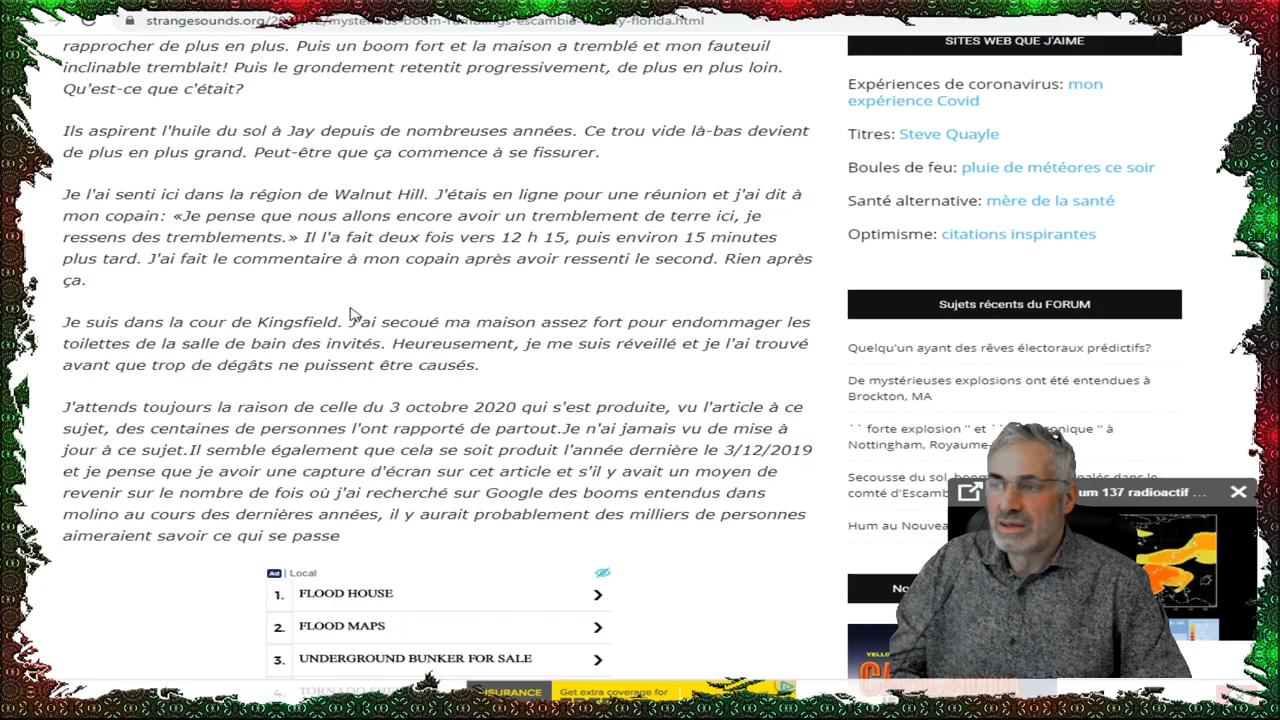 strangesounds.org/
florida.html
rapprocher de plus en plus. Puis un boom fort et la maison a tremblé et mon fauteuil
inclinable tremblait! Puis le grondement retentit progressivement, de plus en plus loin.
Qu'est-ce que c'était?
Ils aspirent l'huile du sol à Jay depuis de nombreuses années. Ce trou vide là-bas devient
de plus en plus grand. Peut-être que ça commence à se fissurer.
Je l'ai senti ici dans la région de Walnut Hill. J'étais en ligne pour une réunion et j'ai dit à
mon copain: «Je pense que nous allons encore avoir un tremblement de terre ici, je
ressens des tremblements.» Il l'a fait deux fois vers 12 h 15, puis environ 15 minutes
plus tard. J'ai fait le commentaire à mon copain après avoir ressenti le second. Rien après
ça.
Je suis dans la cour de Kingsfield. J'ai secoué ma maison assez fort pour endommager les
toilettes de la salle de bain des invités. Heureusement, je me suis réveillé et je l'ai trouvé
avant que trop de dégâts ne puissent être causés.
J'attends toujours la raison de celle du 3 octobre 2020 qui s'est produite, vu l'article à ce
sujet, des centaines de personnes l'ont rapporté de partout.Je n'ai jamais vu de mise à
jour à ce sujet.Il semble également que cela se soit produit l'année dernière le 3/12/2019
et je pense que je avoir une capture d'écran sur cet article et s'il y avait un moyen de
revenir sur le nombre de fois où j'ai recherché sur Google des booms entendus dans
molino au cours des dernières années, il y aurait probablement des milliers de personnes
aimeraient savoir ce qui se passe
Ad | Local
1. FLOOD HOUSE
2. FLOOD MAPS
3. UNDERGROUND BUNKER FOR SALE
4.
INSURANCE Get extra coverage for
SITES WEB QUE J'AIME
Expériences de coronavirus: mon
expérience Covid
Titres: Steve Quayle
Boules de feu: pluie de météores ce soir
Santé alternative: mère de la santé
Optimisme: citations inspirantes
Sujets récents du FORUM
Quelqu'un ayant des rêves électoraux prédictifs?
De mystérieuses explosions ont été entendues à
Brockton, MA
`` forte explosion '' et `` onique '' à
Nottingham, Royaume-
Secousse du sol, dans le
comté d'Escamb
Hum au Nouvea
um 137 radioactif ...
No